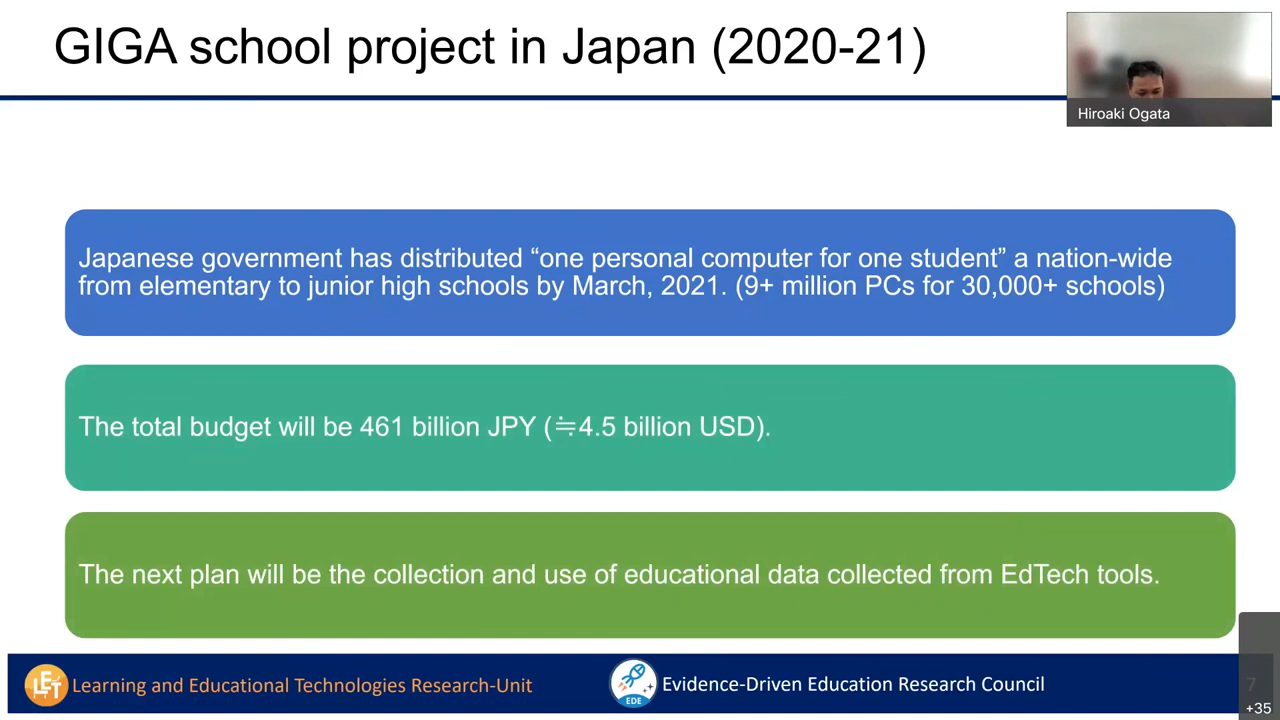 GIGA school project in Japan (2020-21)
Hiroaki Ogata
Japanese government has distributed “one personal computer for one student” a nation-wide
from elementary to junior high schools by March, 2021. (9+ million PCs for 30,000+ schools)
The total budget will be 461 billion JPY (≒4.5 billion USD).
The next plan will be the collection and use of educational data collected from EdTech tools.
LET
Learning and Educational Technologies Research-Unit
EDE
Evidence-Driven Education Research Council
7
+35